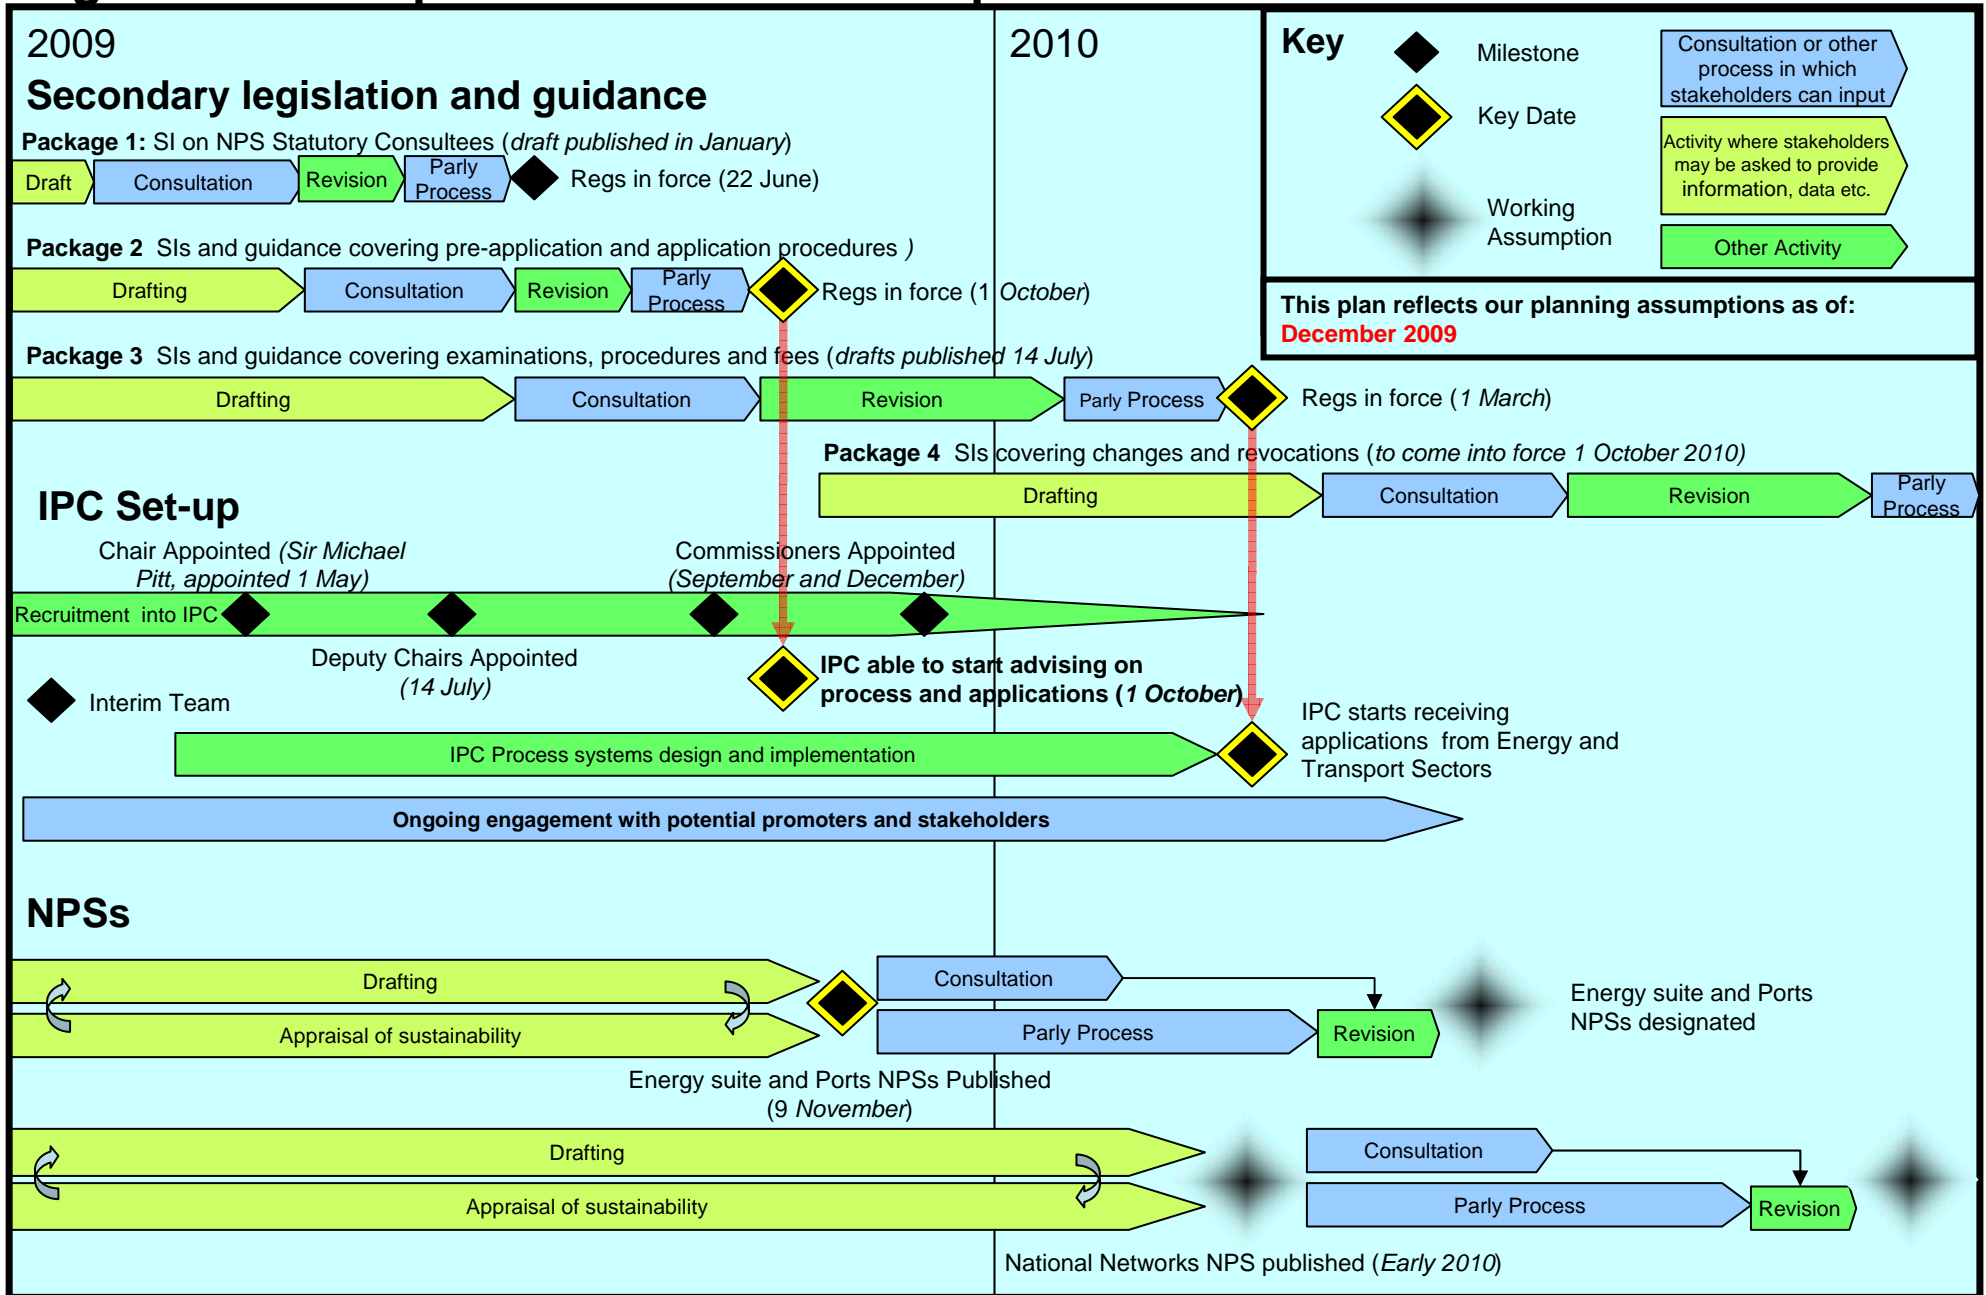 2009
2010
Secondary legislation and guidance
Package 1: SI on NPS Statutory Consultees (draft published in January)
Draft
Consultation
Revision
Parly
Process
Regs in force (22 June)
Package 2 SIs and guidance covering pre-application and application procedures )
Drafting
Consultation
Revision
Parly
Process
Regs in force (1 October)
Package 3 SIs and guidance covering examinations, procedures and fees (drafts published 14 July)
Drafting
Consultation
Revision
Parly Process
Regs in force (1 March)
Package 4 SIs covering changes and revocations (to come into force 1 October 2010)
Drafting
Consultation
Revision
Parly
Process
Key
Milestone
Key Date
Working
Assumption
Consultation or other
process in which
stakeholders can input
Activity where stakeholders
may be asked to provide
information, data etc.
Other Activity
This plan reflects our planning assumptions as of:
December 2009
IPC Set-up
Chair Appointed (Sir Michael
Pitt, appointed 1 May)
Commissioners Appointed
(September and December)
Recruitment into IPC
Deputy Chairs Appointed
(14 July)
Interim Team
IPC able to start advising on
process and applications (1 October)
IPC Process systems design and implementation
IPC starts receiving
applications from Energy and
Transport Sectors
Ongoing engagement with potential promoters and stakeholders
NPSs
Drafting
Appraisal of sustainability
Consultation
Parly Process
Revision
Energy suite and Ports
NPSs designated
Energy suite and Ports NPSs Published
(9 November)
Drafting
Appraisal of sustainability
Consultation
Parly Process
Revision
National Networks NPS published (Early 2010)